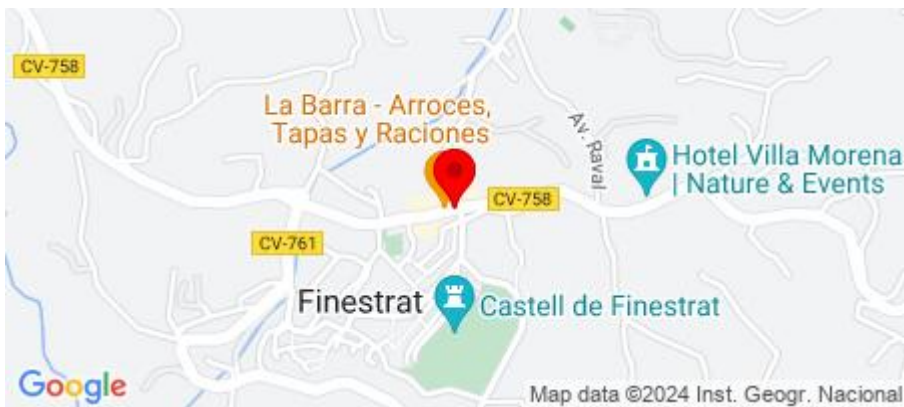 CV-758
La Barra - Arroces,
Tapas y Raciones
Av. Raval
Hotel Villa Morena
| Nature & Events
CV-758
CV-761
Finestrat
Castell de Finestrat
Google
Map data ©2024 Inst. Geogr. Nacional